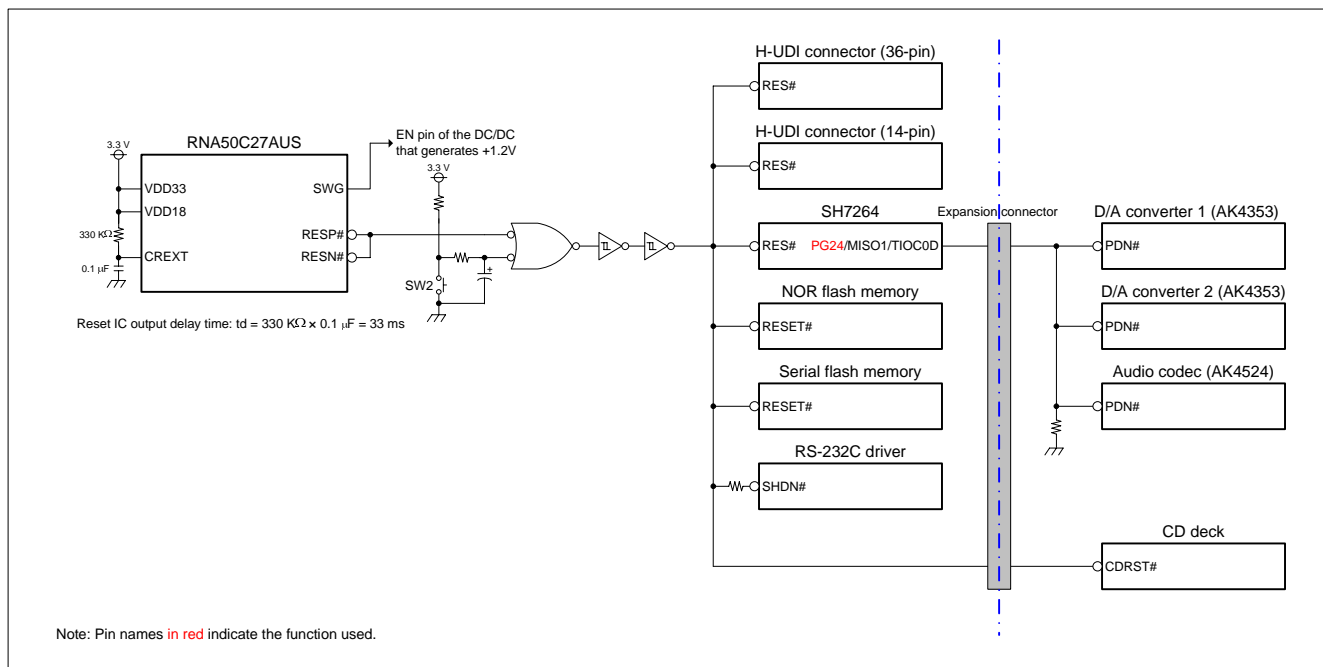 H-UDI connector (36-pin)
RES#
RNA50C27AUS
EN pin of the DC/DC
that generates +1.2V
H-UDI connector (14-pin)
3.3 V
3.3 V
VDD33
SWG
RES#
VDD18
SH7264
Expansion connector
D/A converter 1 (AK4353)
330 KΩ
RESP#
RES#
PG24/MISO1/TIOC0D
PDN#
CREXT
RESN#
0.1 μF
±
SW2
NOR flash memory
D/A converter 2 (AK4353)
RESET#
PDN#
Reset IC output delay time: td = 330 KΩ × 0.1 μF = 33 ms
Serial flash memory
Audio codec (AK4524)
RESET#
PDN#
RS-232C driver
SHDN#
CD deck
CDRST#
Note: Pin names in red indicate the function used.